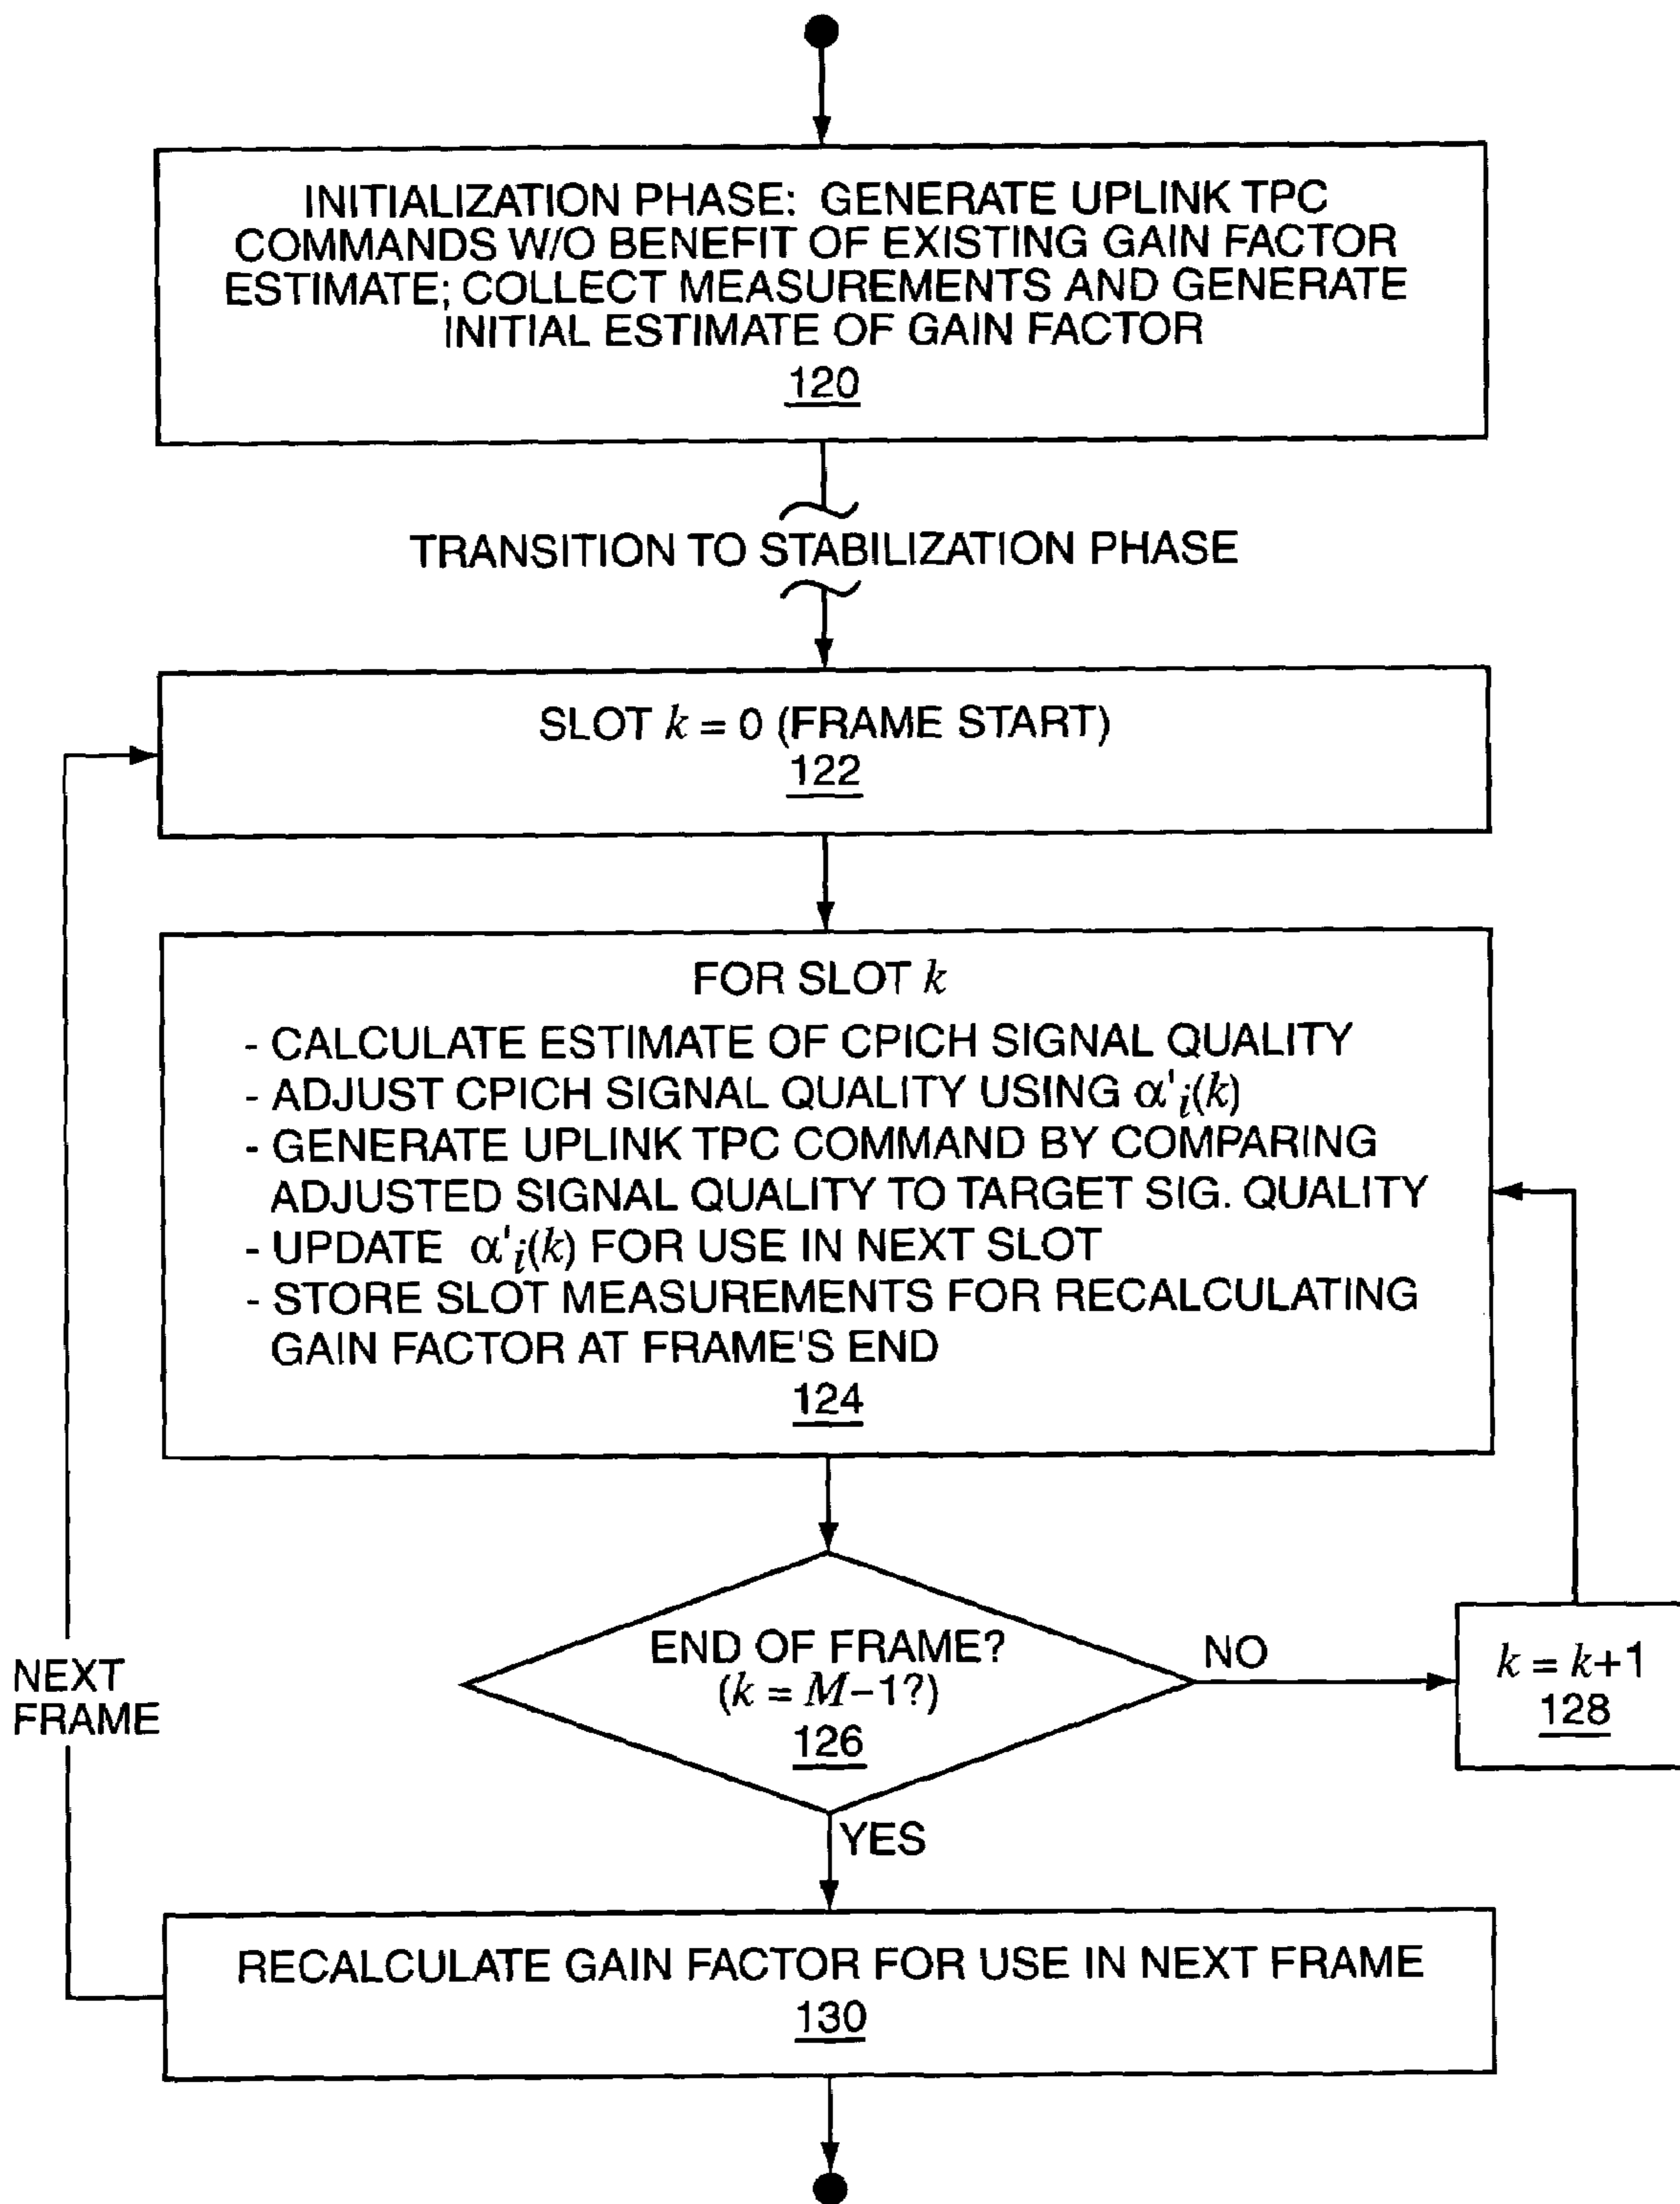 INITIALIZATION PHASE: GENERATE UPLINK TPC
COMMANDS W/O BENEFIT OF EXISTING GAIN FACTOR
ESTIMATE; COLLECT MEASUREMENTS AND GENERATE
INITIAL ESTIMATE OF GAIN FACTOR
120
TRANSITION TO STABILIZATION PHASE
SLOT k = 0 (FRAME START)
122
FOR SLOT k
- CALCULATE ESTIMATE OF CPICH SIGNAL QUALITY
- ADJUST CPICH SIGNAL QUALITY USING α'i(k)
- GENERATE UPLINK TPC COMMAND BY COMPARING
ADJUSTED SIGNAL QUALITY TO TARGET SIG. QUALITY
- UPDATE α'i(k) FOR USE IN NEXT SLOT
- STORE SLOT MEASUREMENTS FOR RECALCULATING
GAIN FACTOR AT FRAME'S END
124
END OF FRAME?
(k = M−1?)
126
NO
k = k+1
128
NEXT
FRAME
YES
RECALCULATE GAIN FACTOR FOR USE IN NEXT FRAME
130